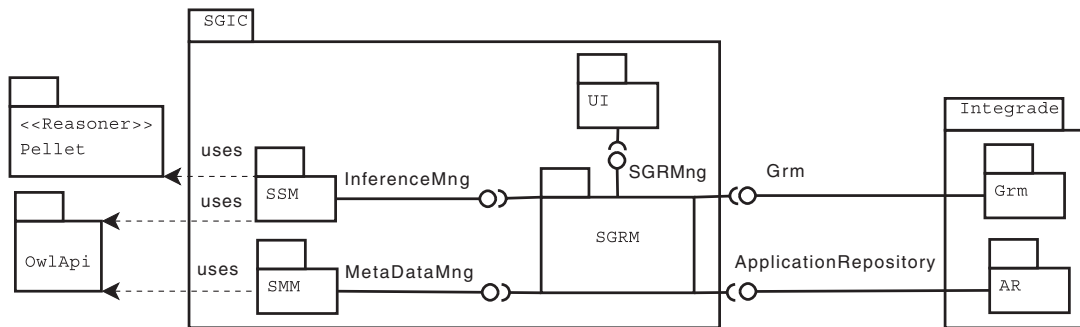 SGIC
UI
<<Reasoner>>
Pellet
uses
Integrade
SSM
InferenceMng
SGRMng
Grm
Grm
uses
SGRM
OwlApi
uses
SMM
MetaDataMng
ApplicationRepository
AR